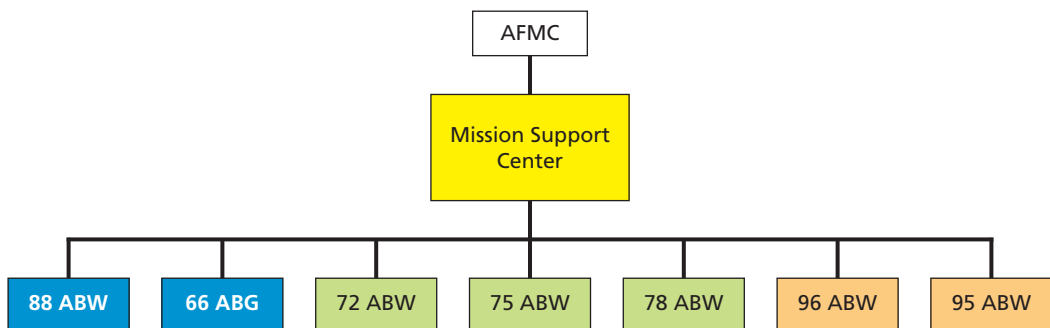 AFMC
Mission Support
Center
88 ABW
66 ABG
72 ABW
75 ABW
78 ABW
96 ABW
95 ABW